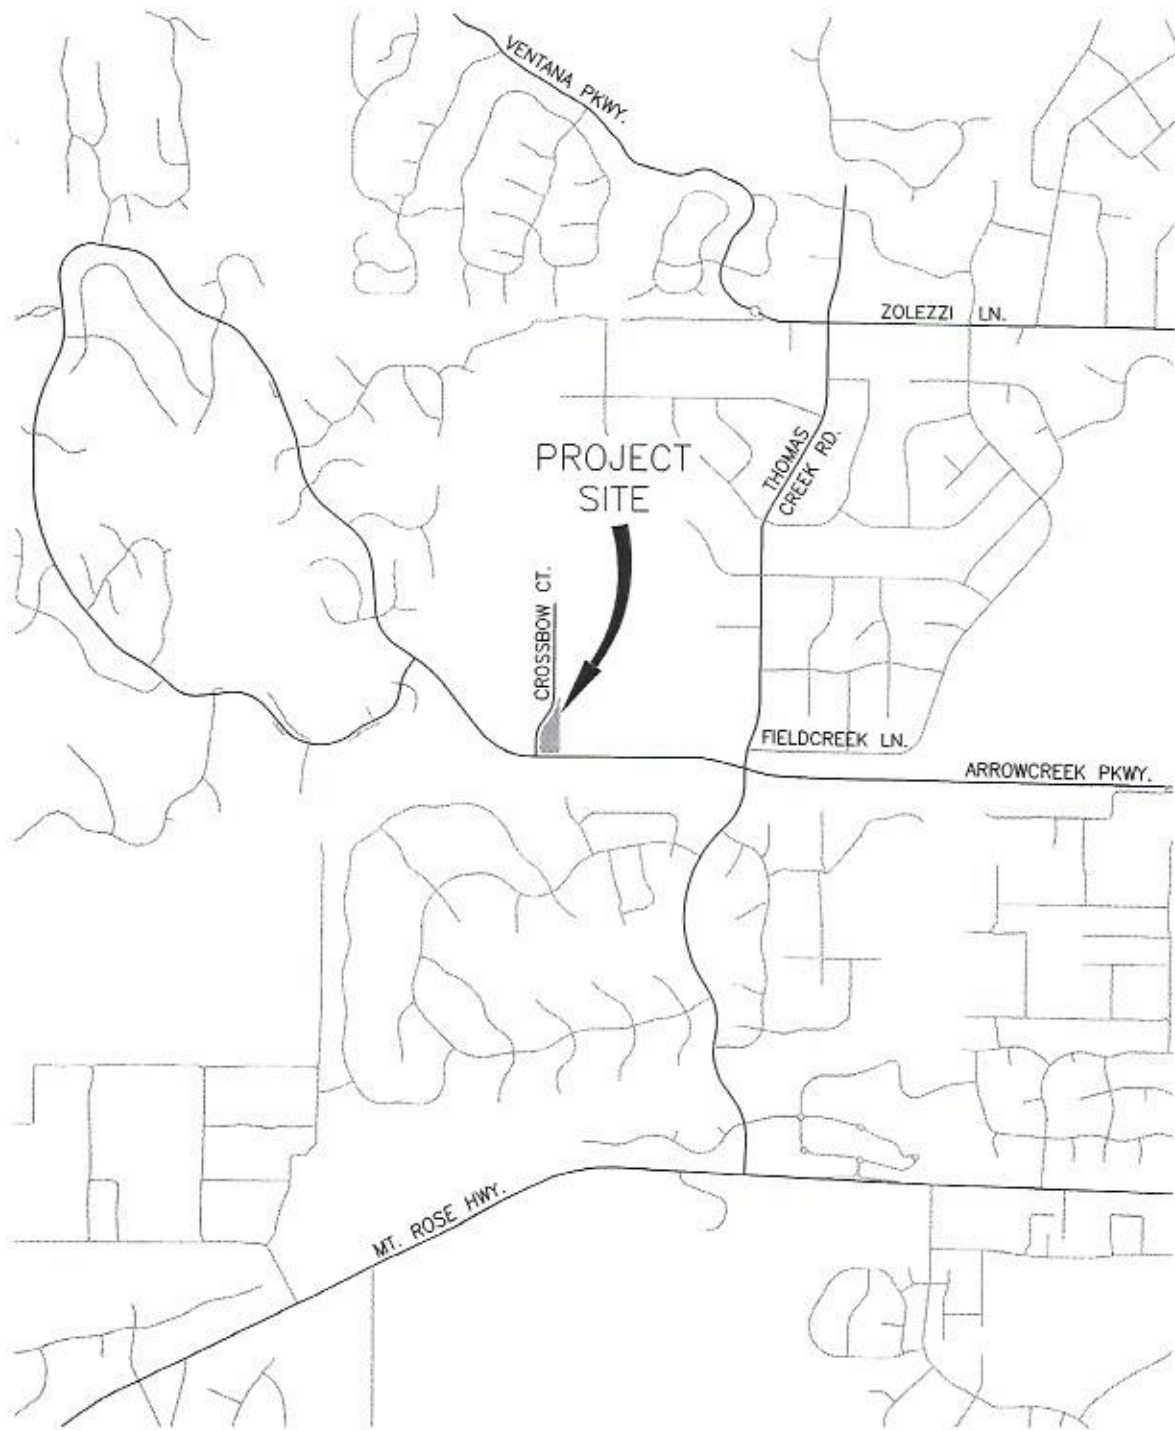 VENTANA PKWY.
ZOLEZZI LN.
THOMAS
CREEK RD.
PROJECT
SITE
CROSSBOW CT.
FIELDCREEK LN.
ARROWCREEK PKWY.
MT. ROSE HWY.